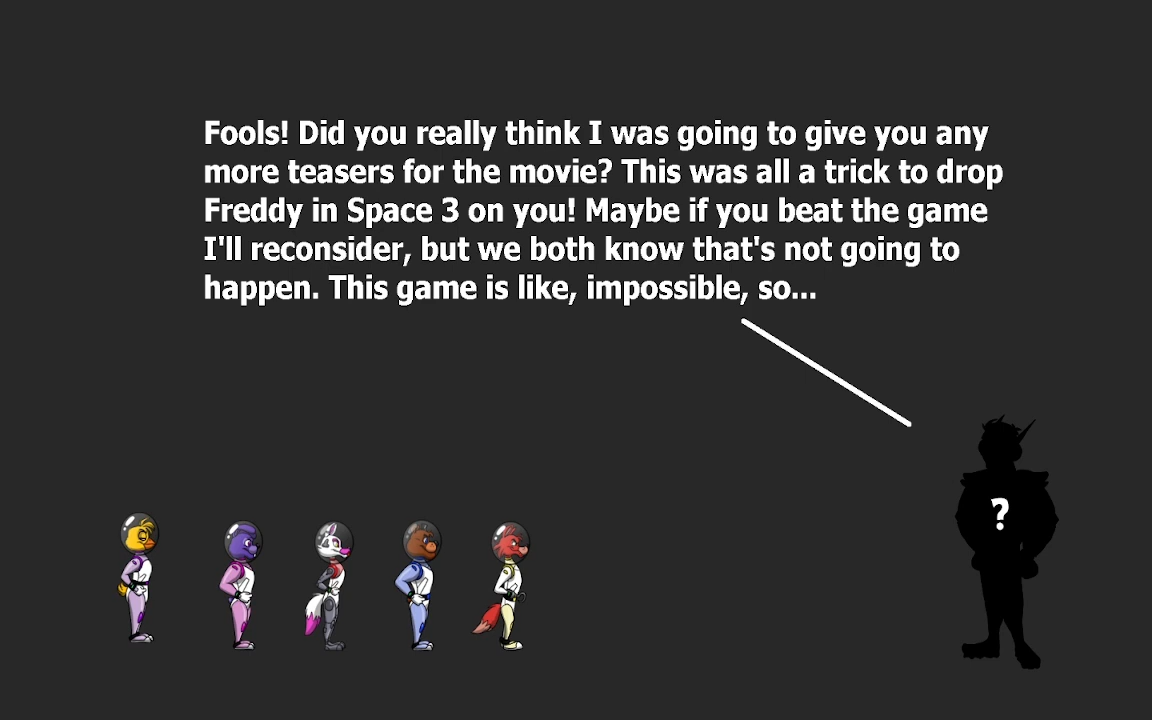 Fools! Did you really think I was going to give you any
more teasers for the movie? This was all a trick to drop
Freddy in Space 3 on you! Maybe if you beat the game
I'll reconsider, but we both know that's not going to
happen. This game is like, impossible, so...
?